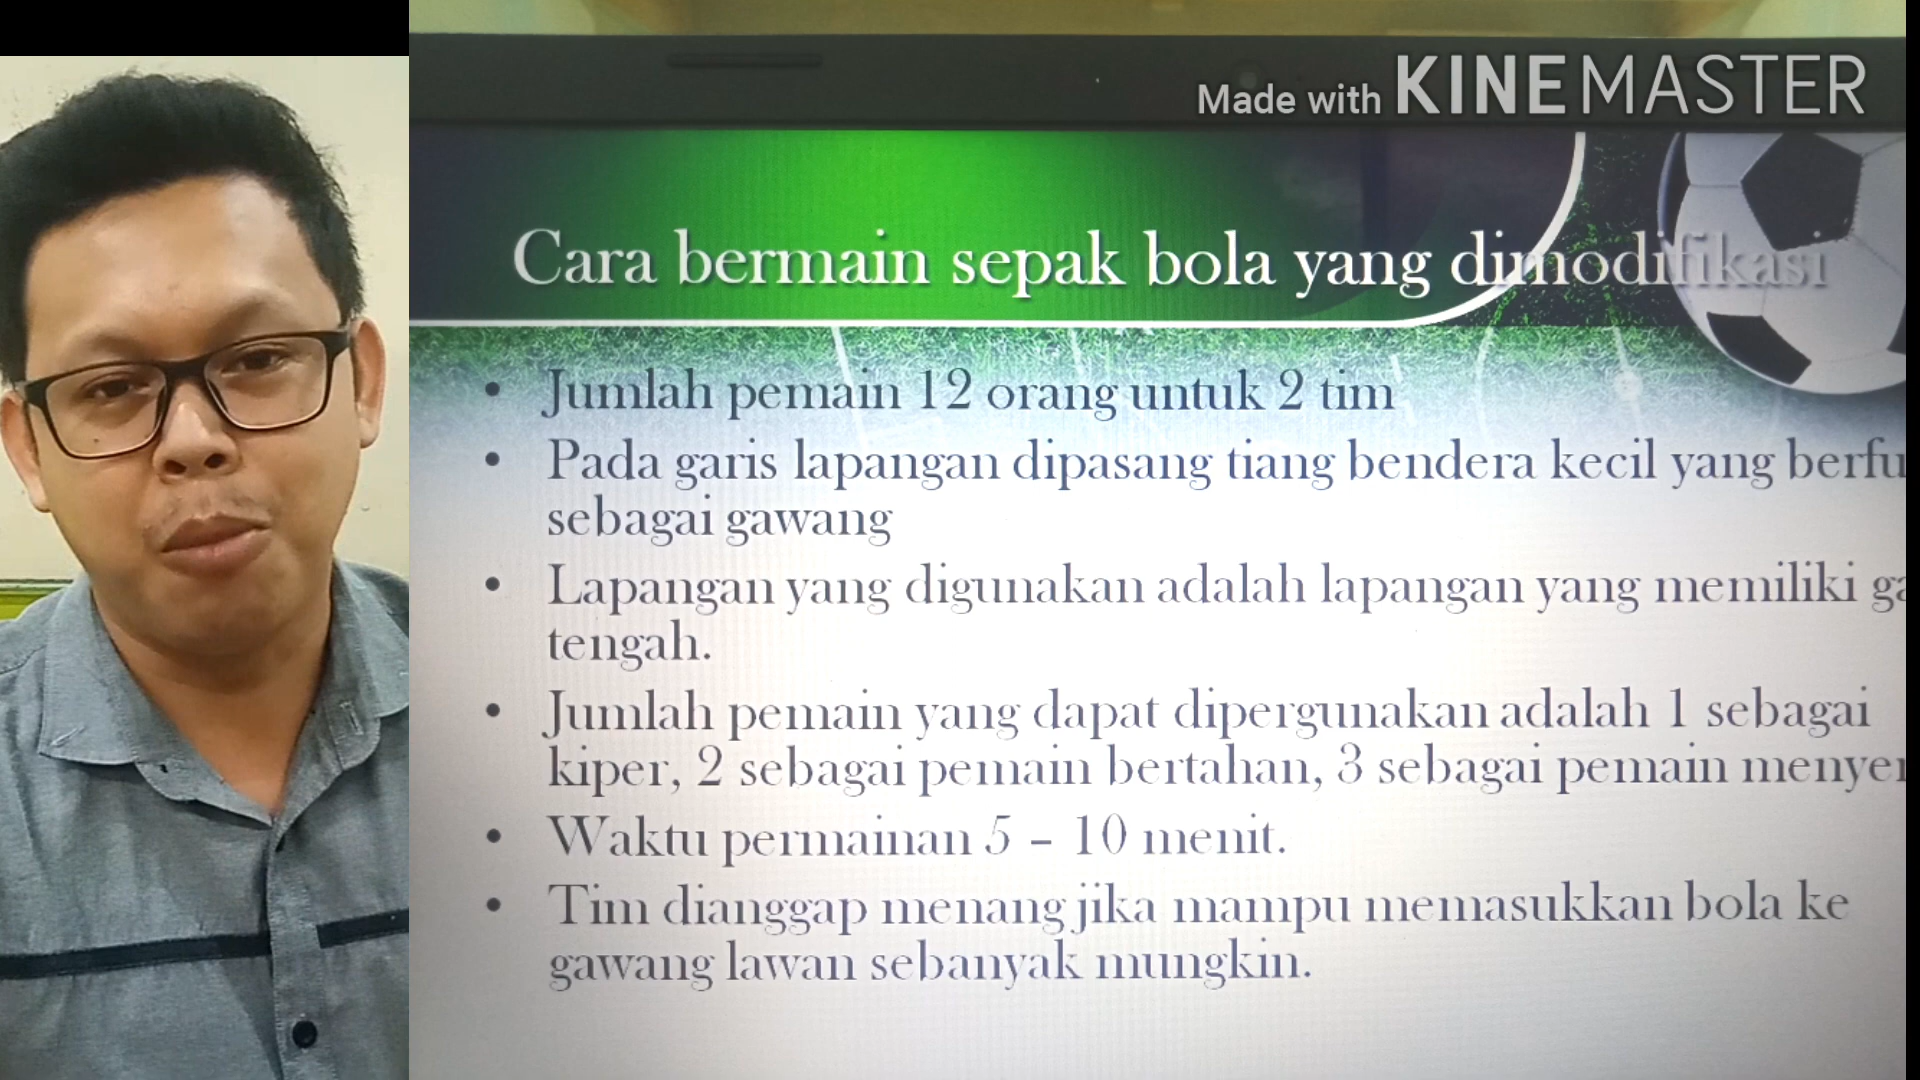 Made with KINEMASTER
Cara bermain sepak bola yang dimodifikasi
• Jumlah pemain 12 orang untuk 2 tim
• Pada garis lapangan dipasang tiang bendera kecil yang
sebagai gawang
• Lapangan yang digunakan adalah lapangan yang memiliki
tengah.
• Jumlah pemain yang dapat dipergunakan adalah 1 sebagai
kiper, 2 sebagai pemain bertahan, 3 sebagai pemain
• Waktu permainan 5 – 10 menit.
• Tim dianggap menang jika mampu memasukkan bola ke
gawang lawan sebanyak mungkin.